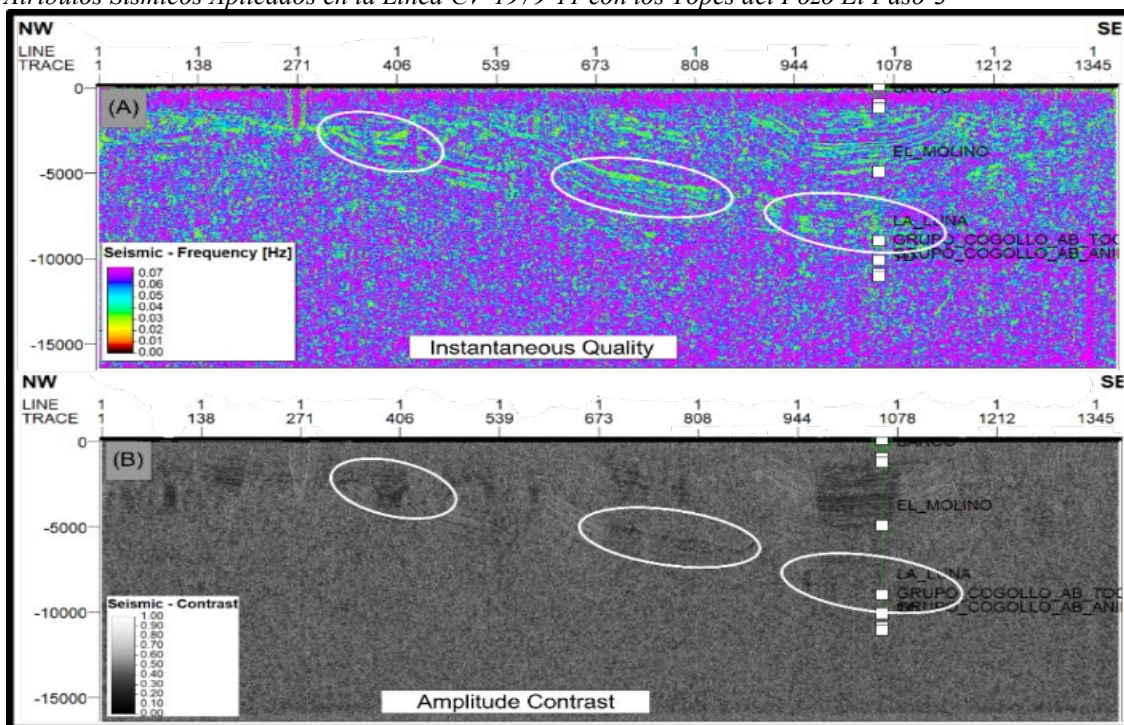 Atributos Sísmicos Aplicados en la Línea CV-1979-11 con los Topes del Pozo El Paso-3
NW SE
LINE 1 1 1 1 1 1 1 1 1 1 1
TRACE 1 138 271 406 539 673 808 944 1078 1212 1345
0
(A)
EL_MOLINO
-5000
LA_LUNA
Seismic - Frequency [Hz]
GRUPO_COGOLLO_AB_TOC
GRUPO_COGOLLO_AB_ANI
0.07
0.06
0.05
0.04
0.03
0.02
0.01
0.00
-10000
-15000
Instantaneous Quality
NW SE
LINE 1 1 1 1 1 1 1 1 1 1 1
TRACE 1 138 271 406 539 673 808 944 1078 1212 1345
0
(B)
EL_MOLINO
-5000
LA_LUNA
GRUPO_COGOLLO_AB_TOC
GRUPO_COGOLLO_AB_ANI
-10000
Seismic - Contrast
1.00
0.90
0.80
0.70
0.60
0.50
0.40
0.30
0.20
0.10
0.00
-15000
Amplitude Contrast